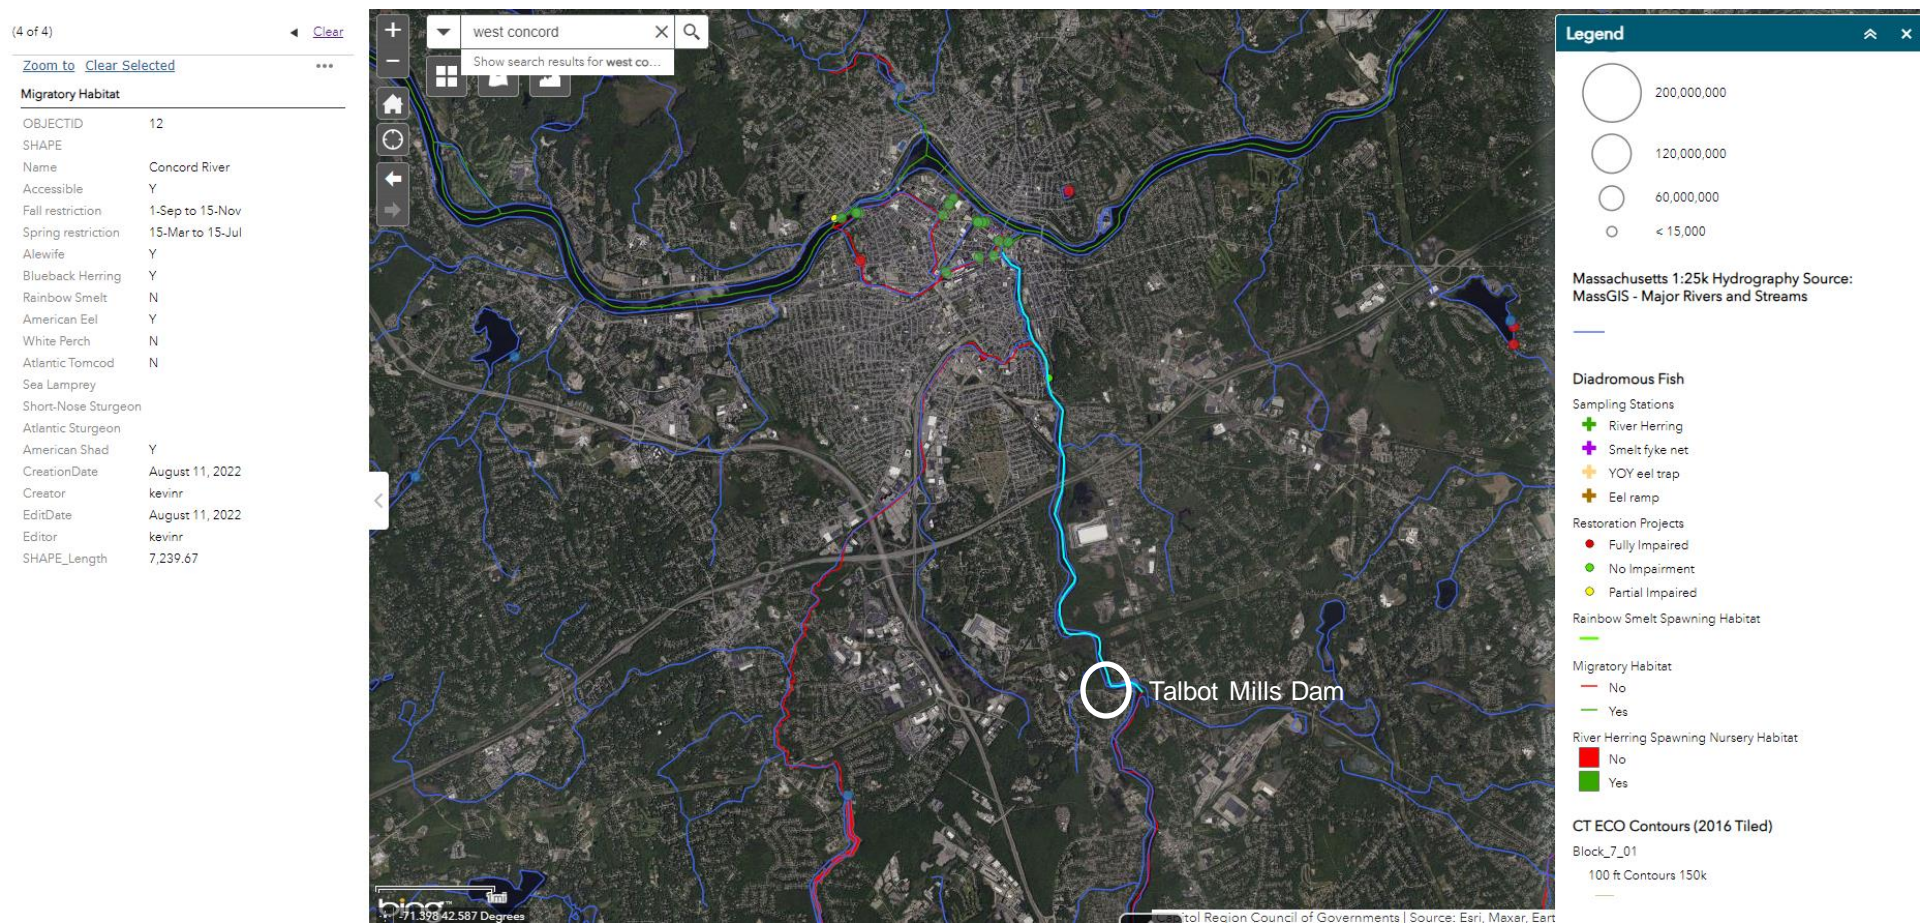 (4 of 4)
Clear
Zoom to Clear Selected
Migratory Habitat
OBJECTID 12
SHAPE
Name Concord River
Accessible Y
Fall restriction 1-Sep to 15-Nov
Spring restriction 15-Mar to 15-Jul
Alewife Y
Blueback Herring Y
Rainbow Smelt N
American Eel Y
White Perch N
Atlantic Tomcod N
Sea Lamprey
Short-Nose Sturgeon
Atlantic Sturgeon
American Shad Y
CreationDate August 11, 2022
Creator kevinr
EditDate August 11, 2022
Editor kevinr
SHAPE_Length 7,239.67
west concord
Show search results for west co...
Talbot Mills Dam
1mi
bing
-71.398 42.587 Degrees
Capitol Region Council of Governments | Source: Esri, Maxar, Eart
Legend
200,000,000
120,000,000
60,000,000
< 15,000
Massachusetts 1:25k Hydrography Source:
MassGIS - Major Rivers and Streams
Diadromous Fish
Sampling Stations
River Herring
Smelt fyke net
YOY eel trap
Eel ramp
Restoration Projects
Fully Impaired
No Impairment
Partial Impaired
Rainbow Smelt Spawning Habitat
Migratory Habitat
No
Yes
River Herring Spawning Nursery Habitat
No
Yes
CT ECO Contours (2016 Tiled)
Block_7_01
100 ft Contours 150k